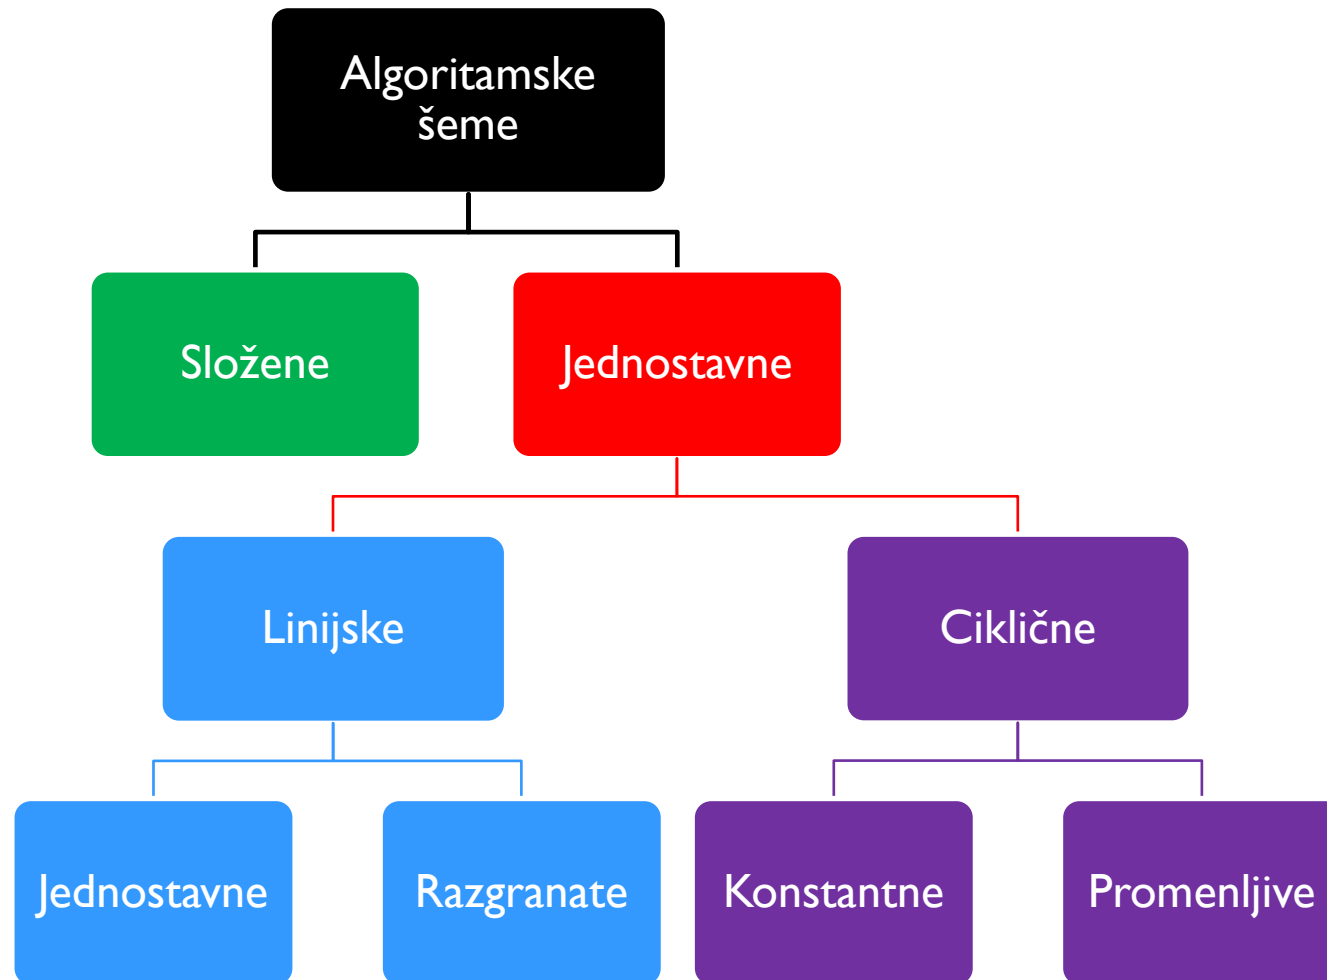 Algoritamske
šeme
Složene
Jednostavne
Linijske
Ciklične
Jednostavne
Razgranate
Konstantne
Promenljive